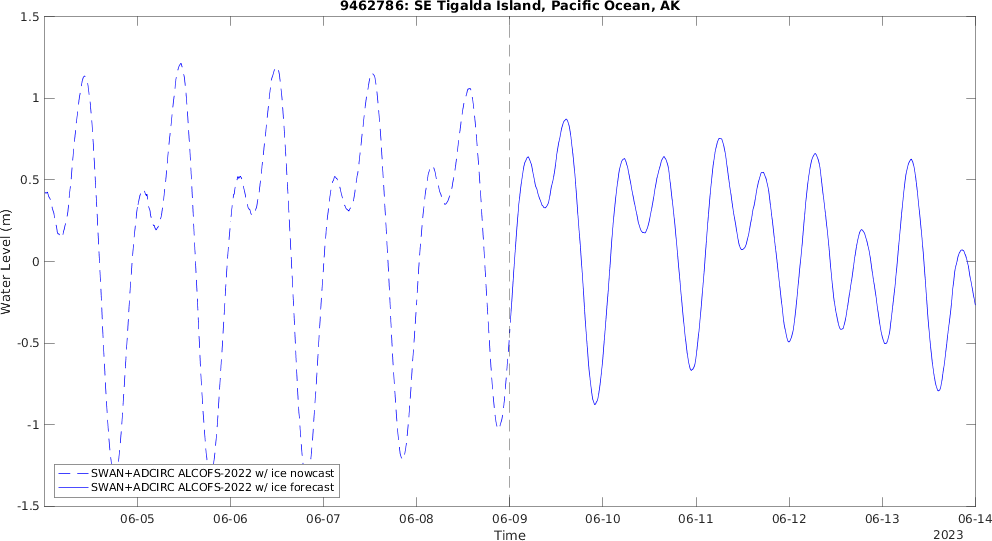 9462786: SE Tigalda Island, Pacific Ocean, AK
1.5
1
0.5
0
-0.5
-1
-1.5
Water Level (m)
SWAN+ADCIRC ALCOFS-2022 w/ ice nowcast
SWAN+ADCIRC ALCOFS-2022 w/ ice forecast
06-05 06-06 06-07 06-08 06-09 06-10 06-11 06-12 06-13 06-14
Time
2023